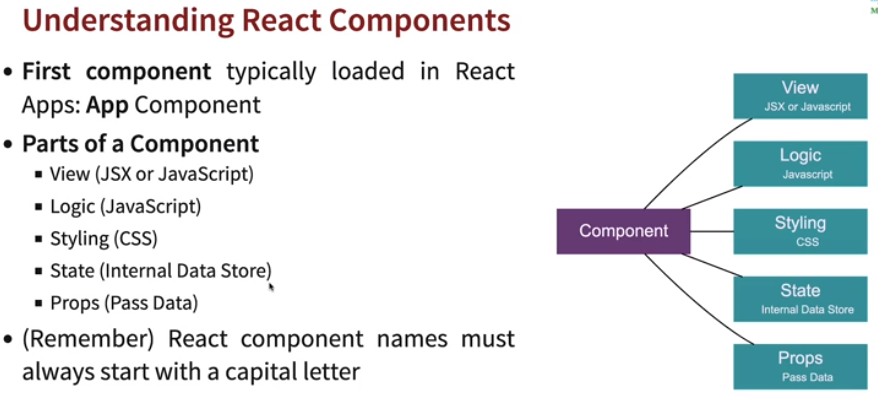 Understanding React Components
• First component typically loaded in React
Apps: App Component
• Parts of a Component
▪ View (JSX or JavaScript)
▪ Logic (JavaScript)
▪ Styling (CSS)
▪ State (Internal Data Store)
▪ Props (Pass Data)
• (Remember) React component names must
always start with a capital letter
Component
View
JSX or Javascript
Logic
Javascript
Styling
CSS
State
Internal Data Store
Props
Pass Data